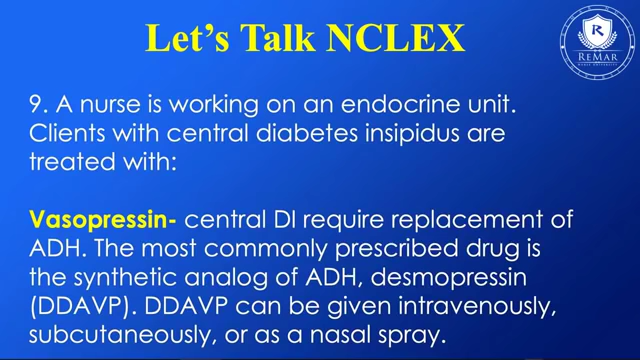 Let's Talk NCLEX
R
REMAR
NURSE UNIVERSITY
9. A nurse is working on an endocrine unit.
Clients with central diabetes insipidus are
treated with:
Vasopressin- central DI require replacement of
ADH. The most commonly prescribed drug is
the synthetic analog of ADH, desmopressin
(DDAVP). DDAVP can be given intravenously,
subcutaneously, or as a nasal spray.